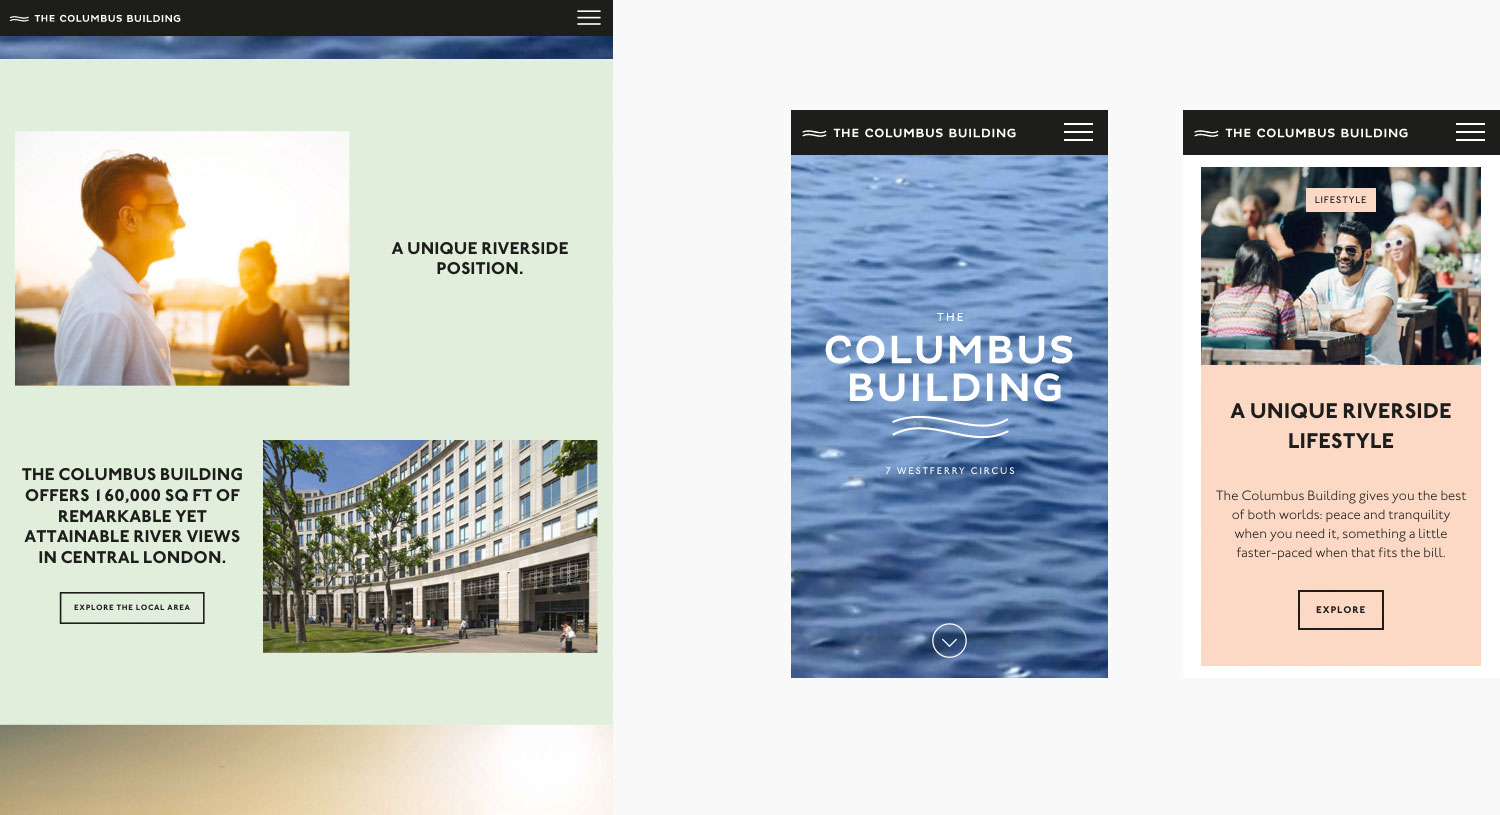 THE COLUMBUS BUILDING
A UNIQUE RIVERSIDE
POSITION.
THE COLUMBUS BUILDING
OFFERS 160,000 SQ FT OF
REMARKABLE YET
ATTAINABLE RIVER VIEWS
IN CENTRAL LONDON.
EXPLORE THE LOCAL AREA
THE COLUMBUS BUILDING
THE
COLUMBUS
BUILDING
7 WESTFERRY CIRCUS
THE COLUMBUS BUILDING
LIFESTYLE
A UNIQUE RIVERSIDE
LIFESTYLE
The Columbus Building gives you the best
of both worlds: peace and tranquility
when you need it, something a little
faster-paced when that fits the bill.
EXPLORE